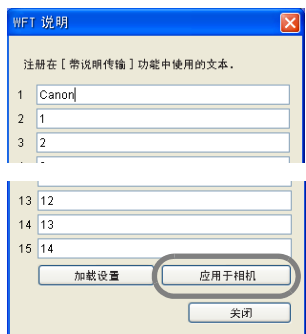 WFT 说明
注册在[带说明传输]功能中使用的文本.
1 Canon
2 1
3 2
13 12
14 13
15 14
加载设置 应用于相机
关闭